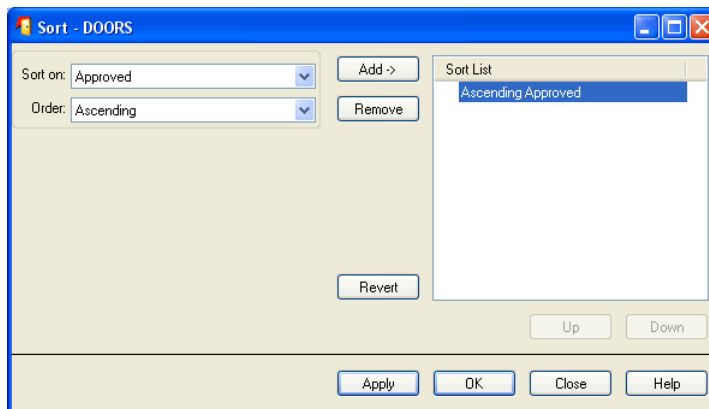 Sort - DOORS
Sort on: Approved
Order: Ascending
Add ->
Remove
Revert
Sort List
Ascending Approved
Up Down
Apply OK Close Help